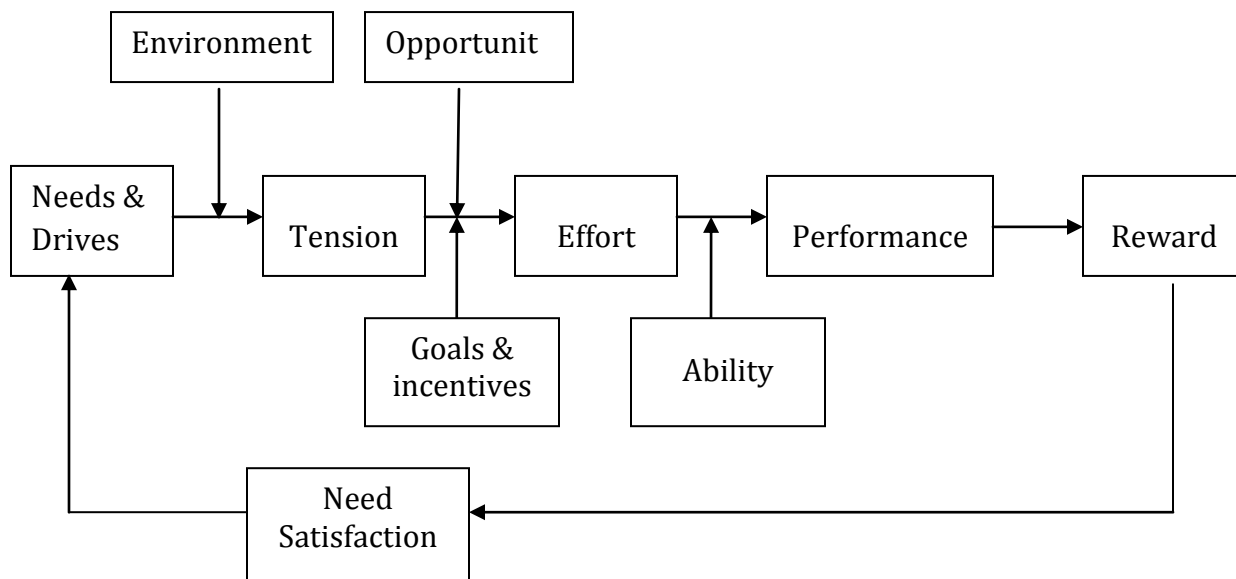 Environment
Opportunit
Needs &
Drives
Tension
Effort
Performance
Reward
Goals &
incentives
Ability
Need
Satisfaction